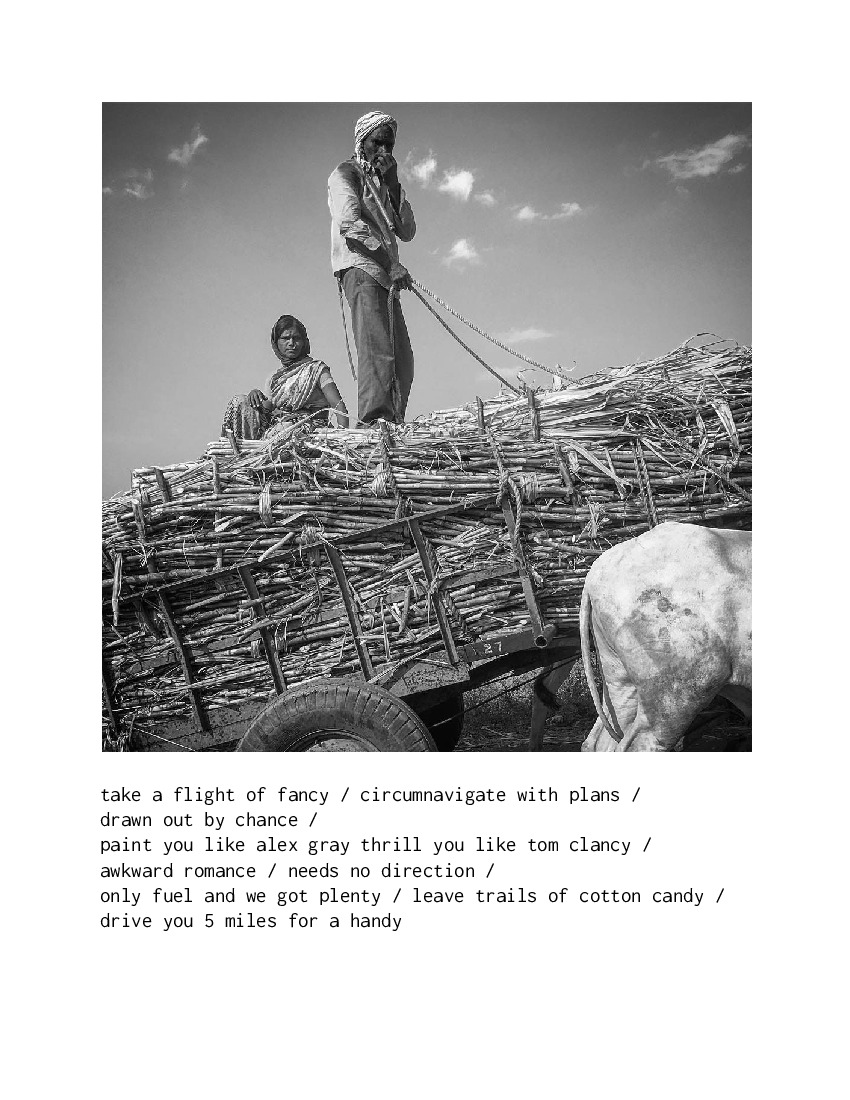 27
take a flight of fancy / circumnavigate with plans /
drawn out by chance /
paint you like alex gray thrill you like tom clancy /
awkward romance / needs no direction /
only fuel and we got plenty / leave trails of cotton candy /
drive you 5 miles for a handy